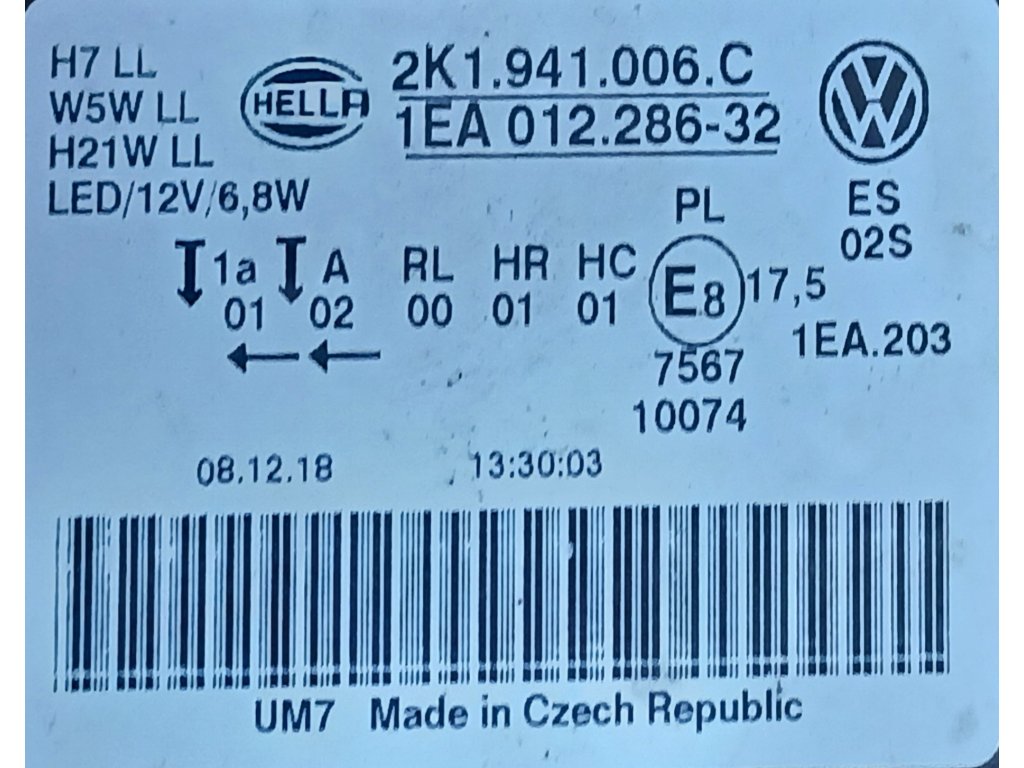 H7 LL
W5W LL
H21W LL
LED/12V/6,8W
HELLA
2K1.941.006.C
1EA 012.286-32
PL
ES
02S
1a A RL HR HC E8 17,5
01 02 00 01 01
1EA.203
7567
10074
08.12.18 13:30:03
UM7 Made in Czech Republic